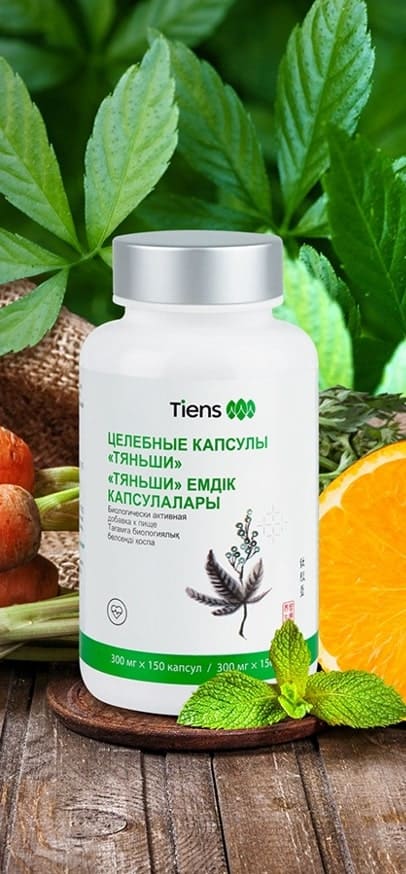 Tiens
ЦЕЛЕБНЫЕ КАПСУЛЫ
«ТЯНЬШИ»
«ТЯНЬШИ» ЕМДІК
КАПСУЛАЛАРЫ
Биологически активная
добавка к пище
Тағамға биологиялық
белсенді қоспа
300 мг × 150 капсул / 300 мг × 15